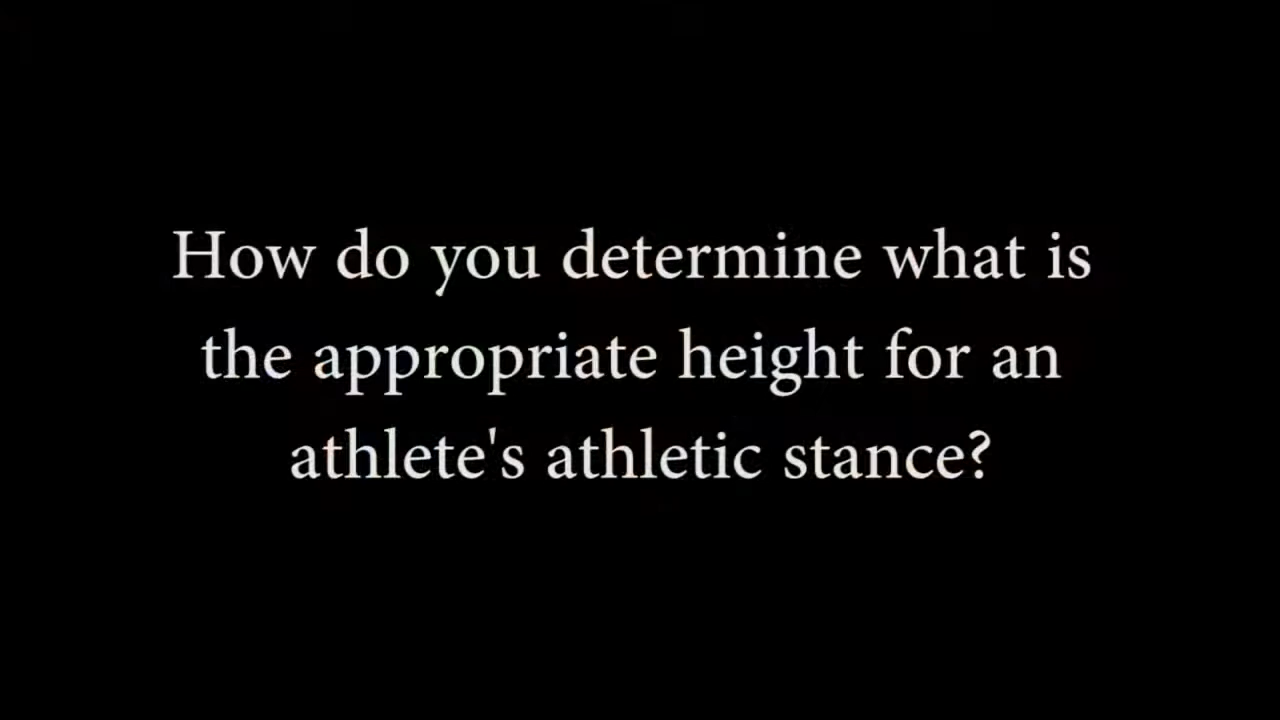 How do you determine what is
the appropriate height for an
athlete's athletic stance?